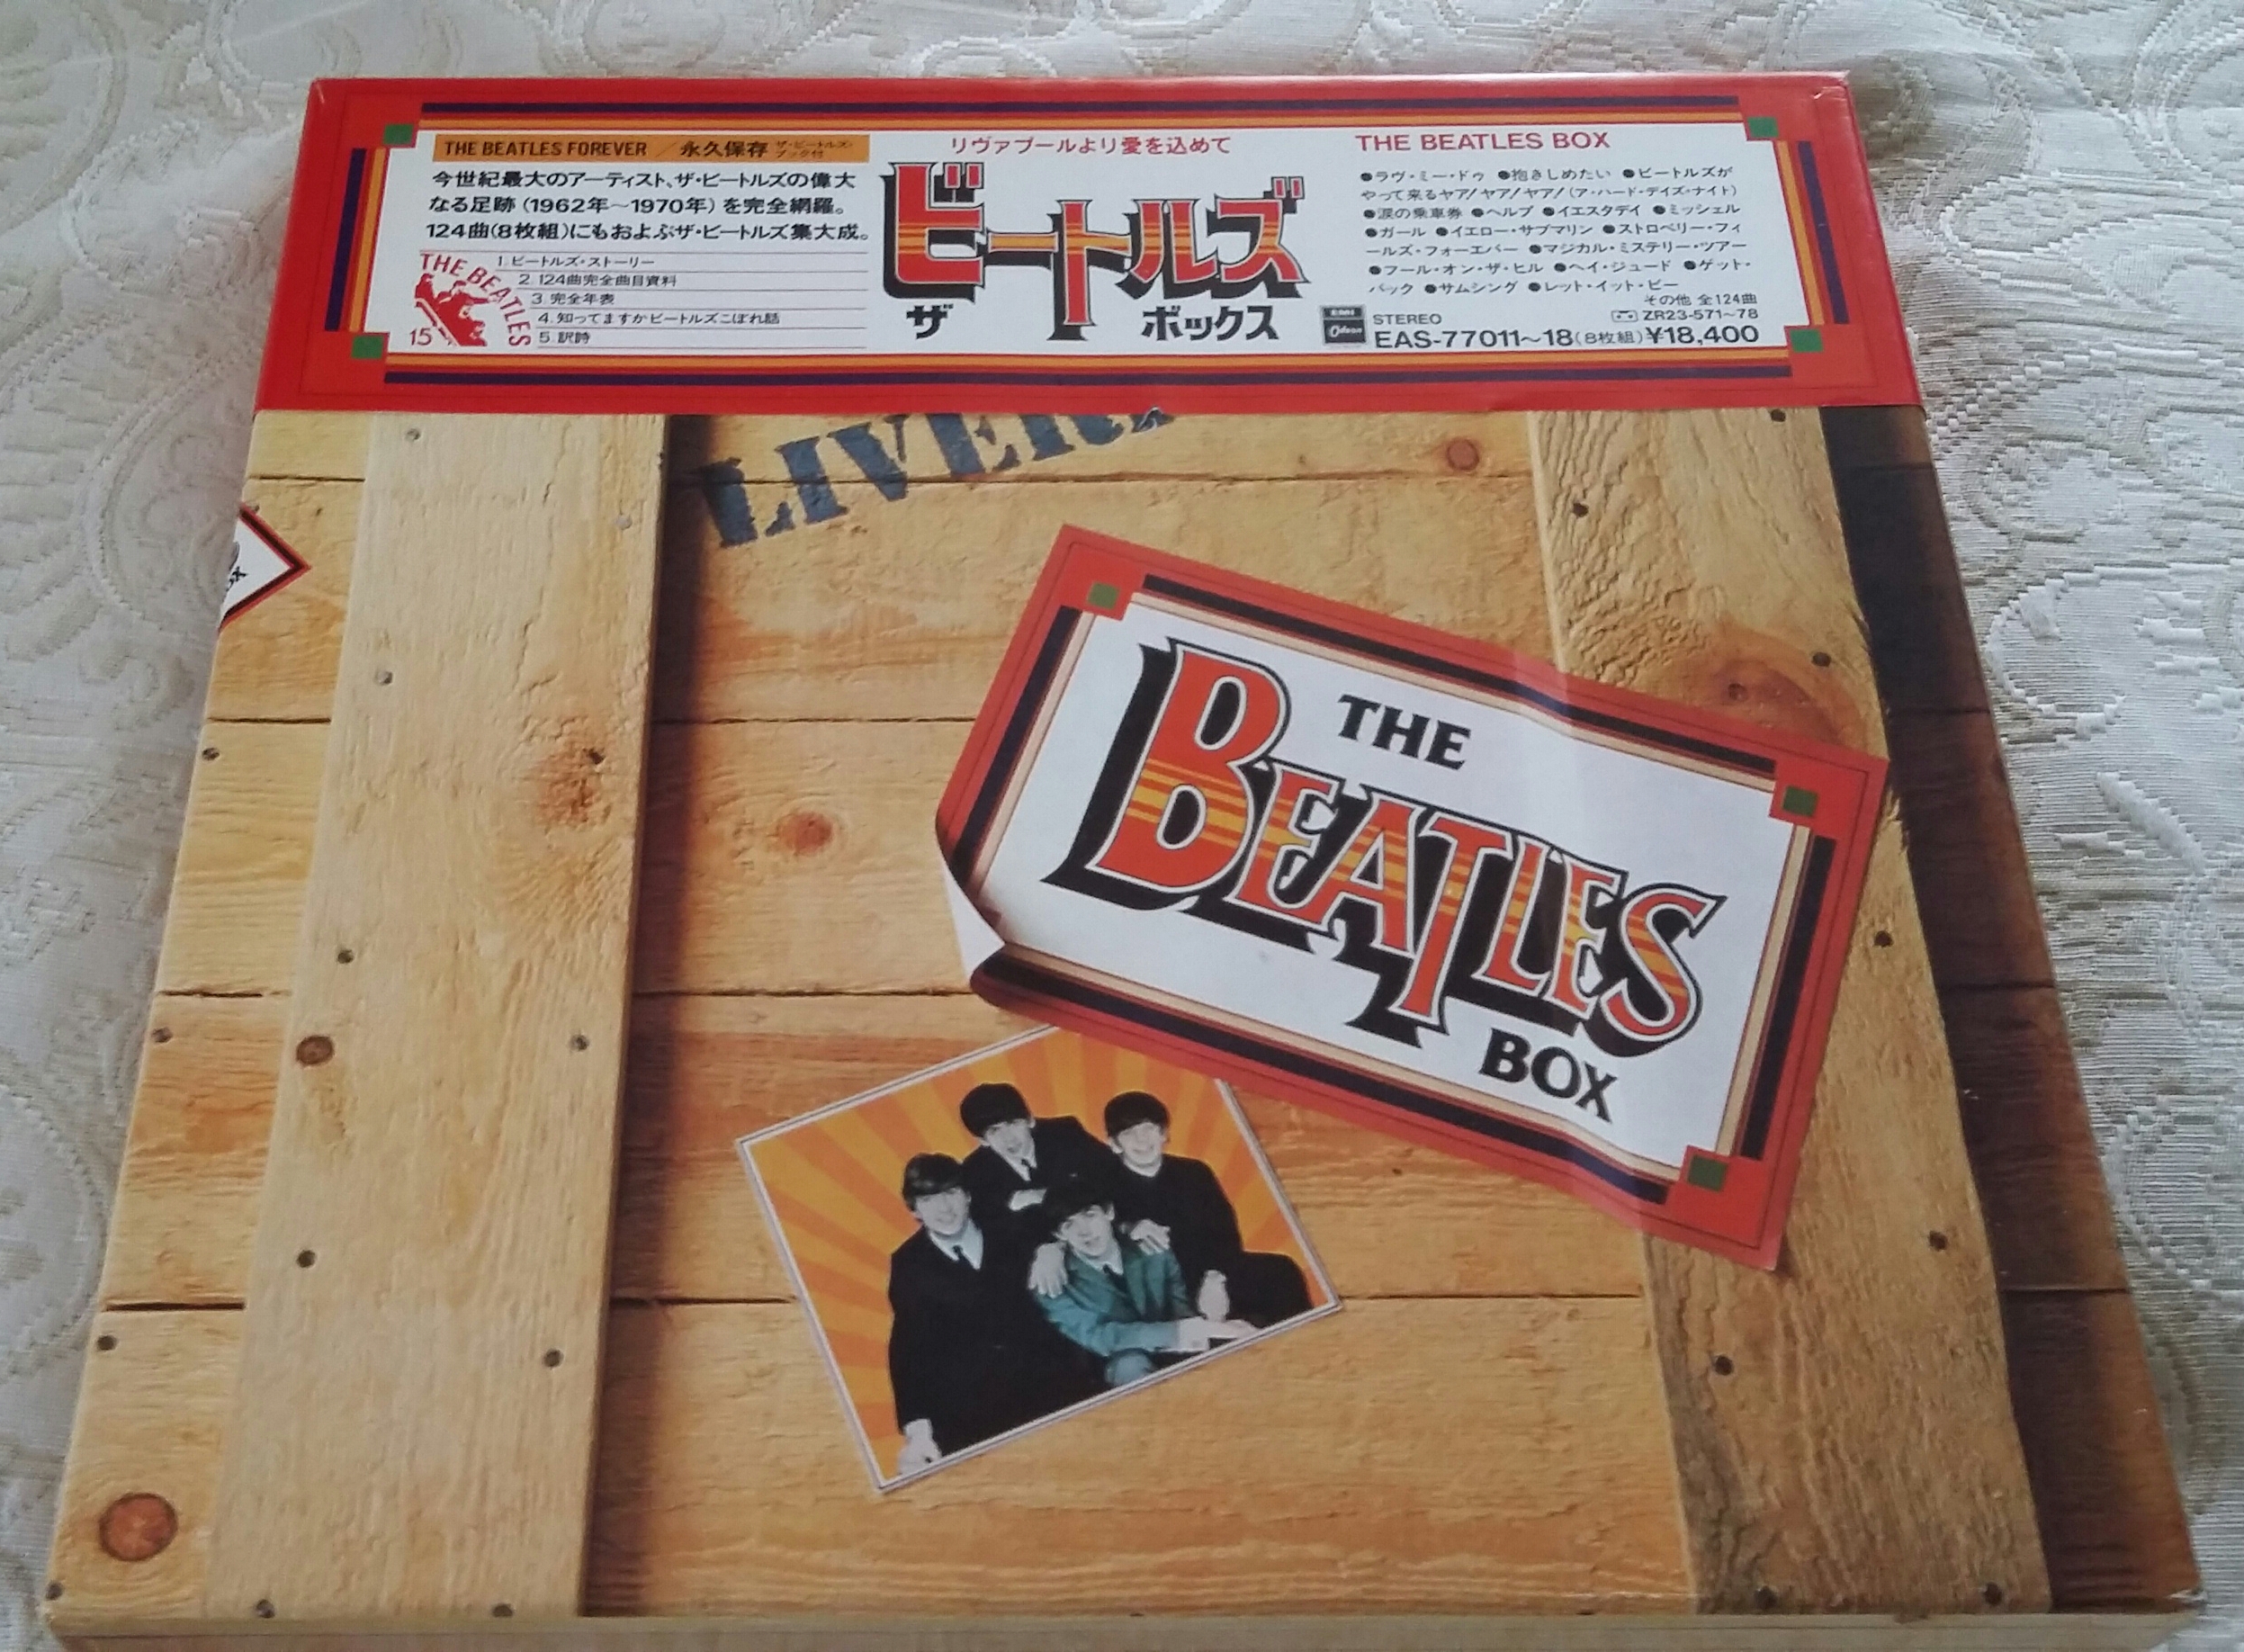 THE BEATLES FOREVER ／ 永久保存 ザ・ビートルズ・ブック付
今世紀最大のアーティスト、ザ・ビートルズの偉大
なる足跡（1962年〜1970年）を完全網羅。
124曲(8枚組)にもおよぶザ・ビートルズ集大成。
THE BEATLES
15
1. ビートルズ・ストーリー
2. 124曲完全曲目資料
3. 完全年表
4. 知ってますかビートルズこぼれ話
5. 訳詩
リヴァプールより愛を込めて
ビートルズ
ザ ボックス
THE BEATLES BOX
●ラヴ・ミー・ドゥ ●抱きしめたい ●ビートルズが
やって来るヤア！ヤア！ヤア！（ア・ハード・デイズ・ナイト）
●涙の乗車券 ●ヘルプ ●イエスタデイ ●ミッシェル
●ガール ●イエロー・サブマリン ●ストロベリー・フィ
ールズ・フォーエバー ●マジカル・ミステリー・ツアー
●フール・オン・ザ・ヒル ●ヘイ・ジュード ●ゲット・
バック ●サムシング ●レット・イット・ビー
その他 全124曲
ZR23-571〜78
EMI
Odeon
STEREO
EAS-77011〜18(8枚組)¥18,400
LIVER
THE
BEATLES
BOX